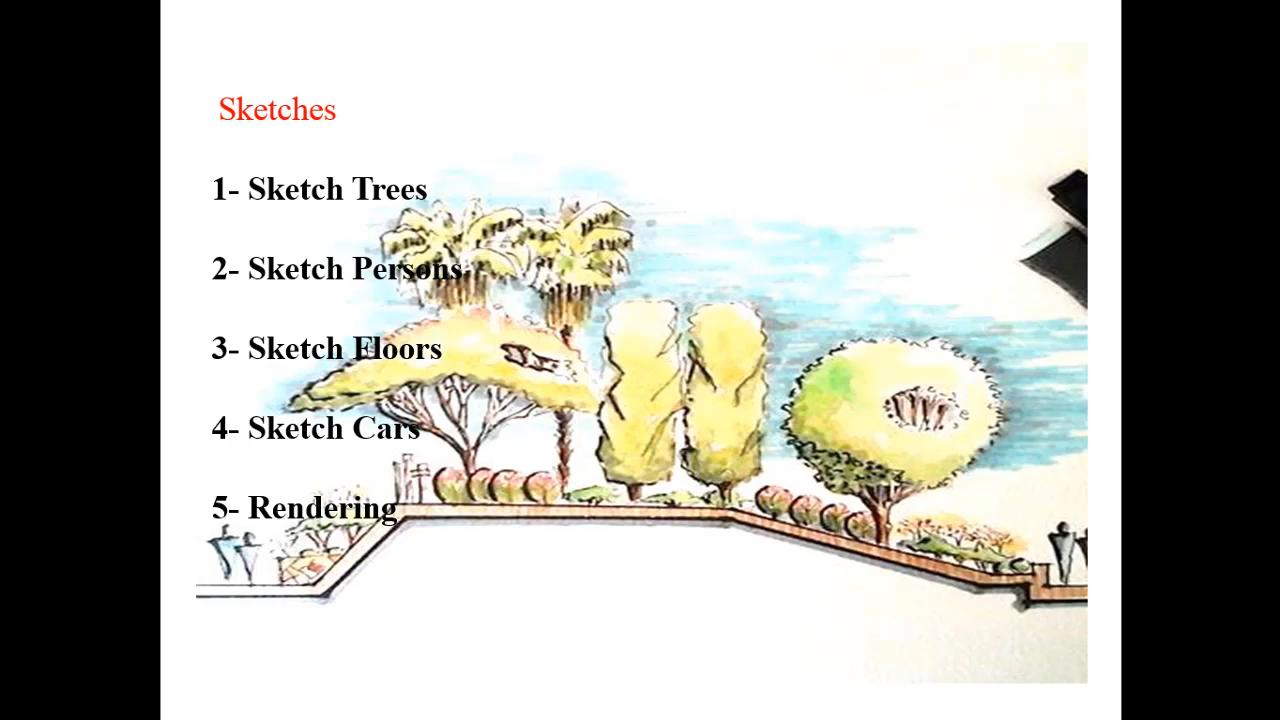 Sketches
1- Sketch Trees
2- Sketch Persons
3- Sketch Floors
4- Sketch Cars
5- Rendering